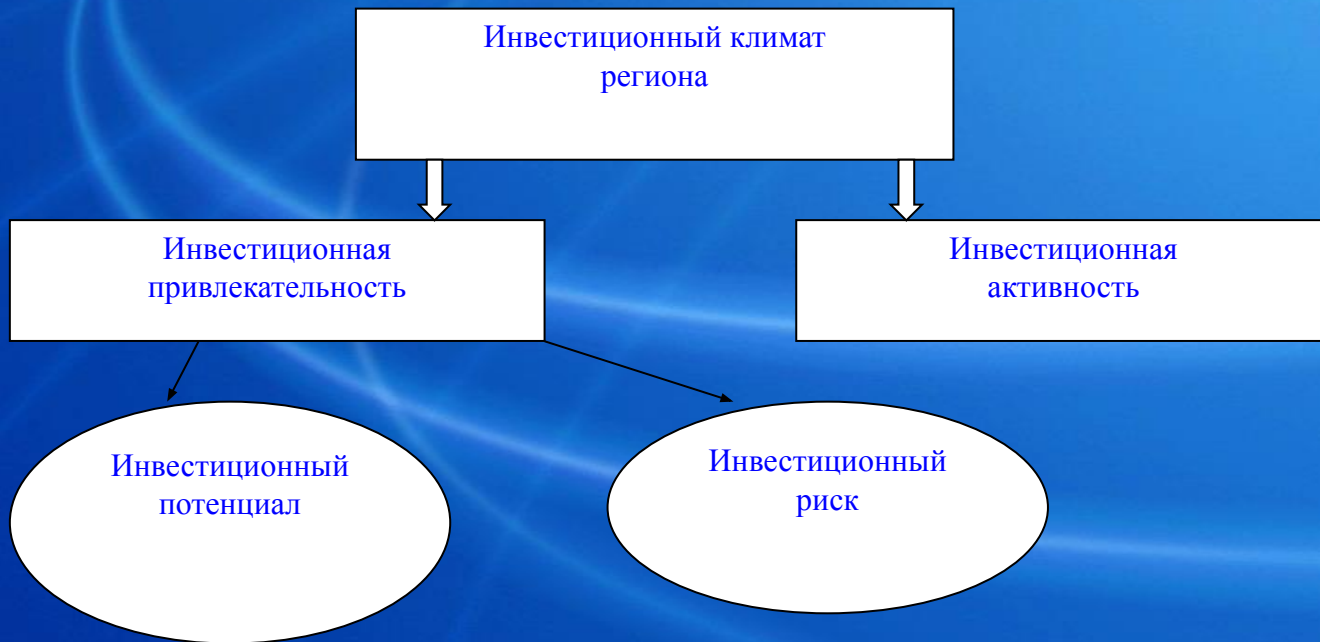 Инвестиционный климат
региона
Инвестиционная
привлекательность
Инвестиционная
активность
Инвестиционный
потенциал
Инвестиционный
риск